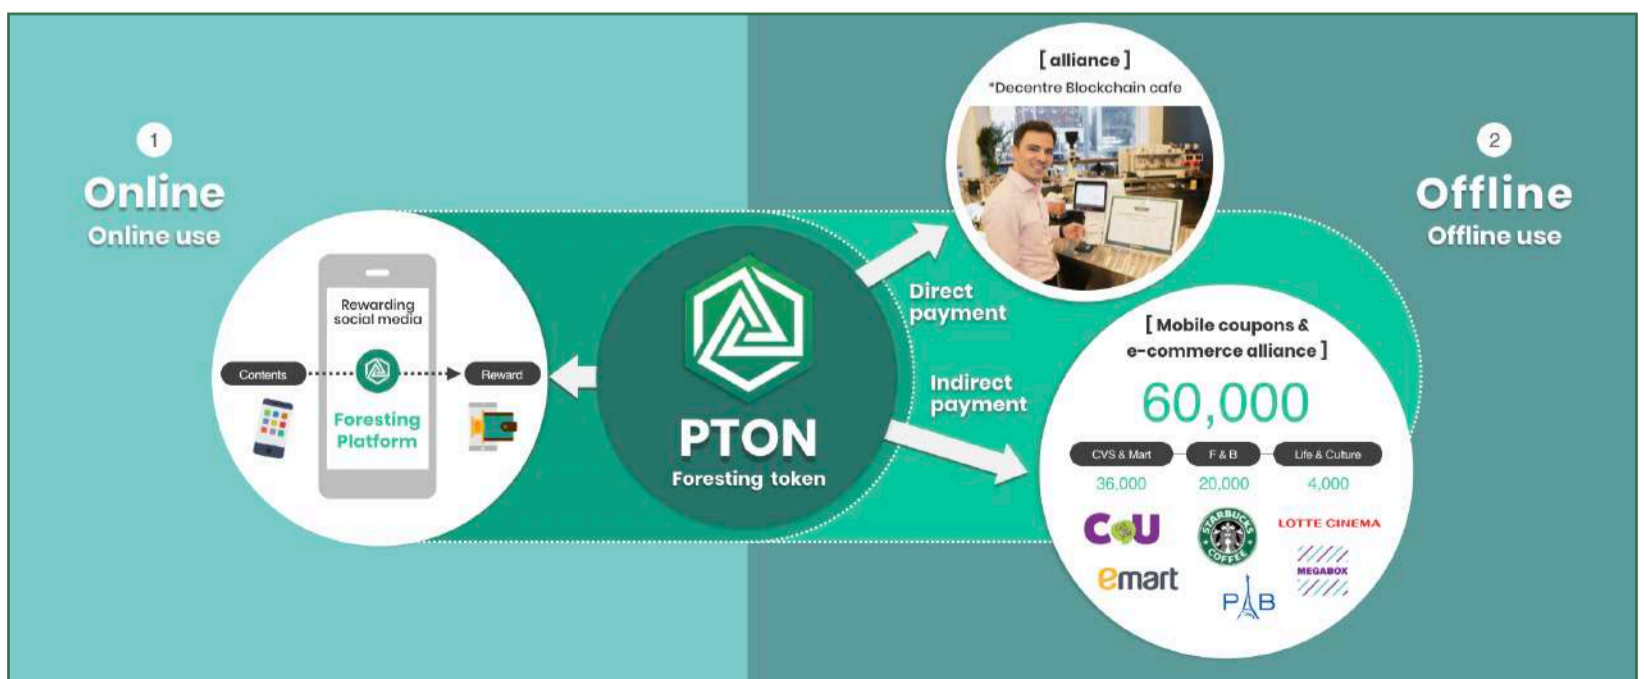 1
Online
Online use
Rewarding
social media
Contents
Reward
Foresting
Platform
PTON
Foresting token
Direct
payment
Indirect
payment
[ alliance ]
*Decentre Blockchain cafe
2
Offline
Offline use
[ Mobile coupons &
e-commerce alliance ]
60,000
CVS & Mart
F & B
Life & Culture
36,000
20,000
4,000
CU
STARBUCKS
COFFEE
LOTTE CINEMA
emart
MEGABOX
PB